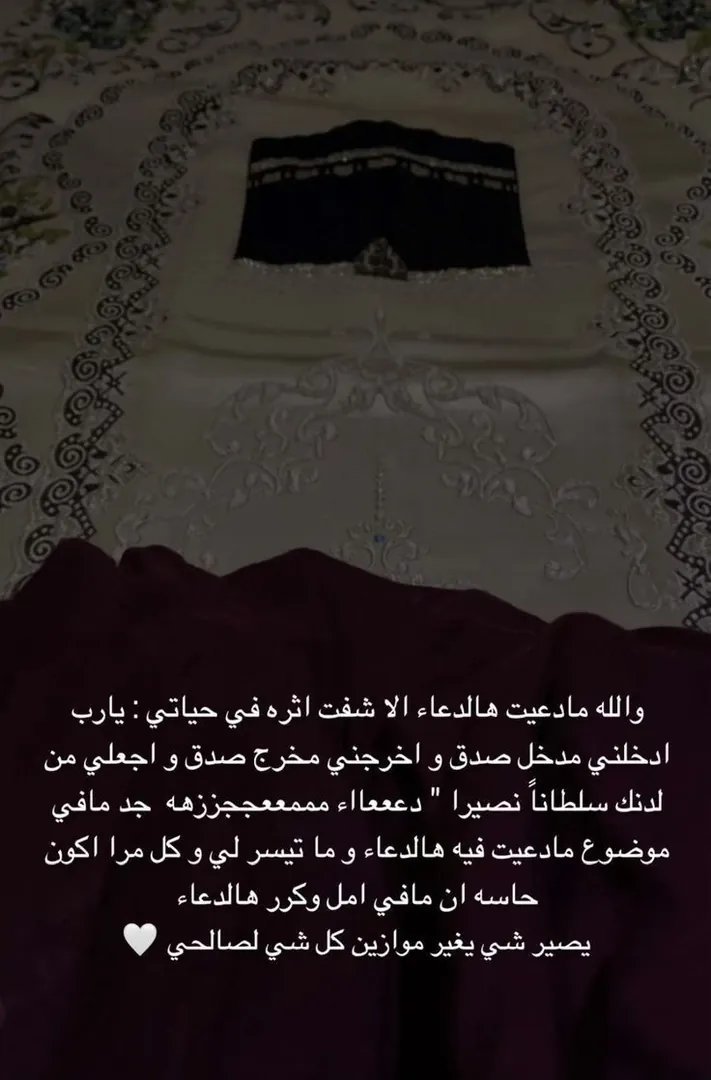 والله مادعيت هالدعاء الا شفت اثره في حياتي : يارب
ادخلني مدخل صدق و اخرجني مخرج صدق و اجعلي من
لدنك سلطاناً نصيرا " دعععااء مممععججززهه جد مافي
موضوع مادعيت فيه هالدعاء و ما تيسر لي و كل مرا اكون
حاسه ان مافي امل وكرر هالدعاء
يصير شي يغير موازين كل شي لصالحي 🤍